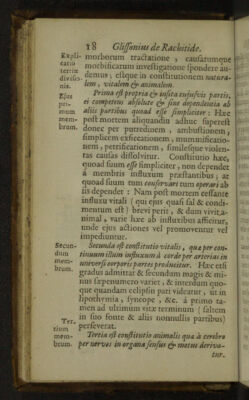 18 Glissonius de Rachitide.
Expli-
catio
tertiæ
divisio-
nis.
Ejus
pri-
mum
mem-
brum.
Secun-
dum
mem-
brum.
Ter-
tium
mem-
brum.
morborum tractatione, causarumque
morbificarum investigatione spondere au-
demus; estque in constitutionem natura-
lem, vitalem & animalem.
Prima est propria & insita cujusvis partis,
ei competens absolute & sine dependentia ab
aliis partibus quoad esse simpliciter: Hæc
post mortem aliquandiu adhuc superest
donec per putredinem, ambustionem,
simplicem exsiccationem, mummificatio-
nem, petrificationem, similesque violen-
tas causas dissolvitur. Constitutio hæc,
quoad suum esse simpliciter, non dependet
à membris influxum præstantibus; at
quoad suum tum conservari tum operari ab
iis dependet: Nam post mortem cessante
influxu vitali (qui ejus quasi sal & condi-
mentum est) brevi perit, & dum vivit a-
nimal, variè hæc ab influxibus afficitur,
unde ejus actiones vel promoventur vel
impediuntur.
Secunda est constitutio vitalis, quæ per con-
tinuum illum influxum à corde per arterias in
universi corporis partes producitur. Hæc etsi
gradus admittat & secundum magis & mi-
nus sæpenumero variet, & interdum quo-
que quandam eclipsin pati videatur, ut in
lipothymia, syncope, &c. à primo ta-
men ad ultimum vitæ terminum (saltem
in suo fonte & aliis nonnullis partibus)
perseverat.
Tertia est constitutio animalis quæ à cerebro
per nervos in organa sensus & motus deriva-
tur.